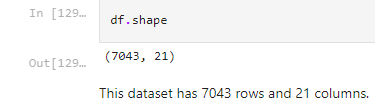 In [129...
df.shape
Out[129...
(7043, 21)
This dataset has 7043 rows and 21 columns.